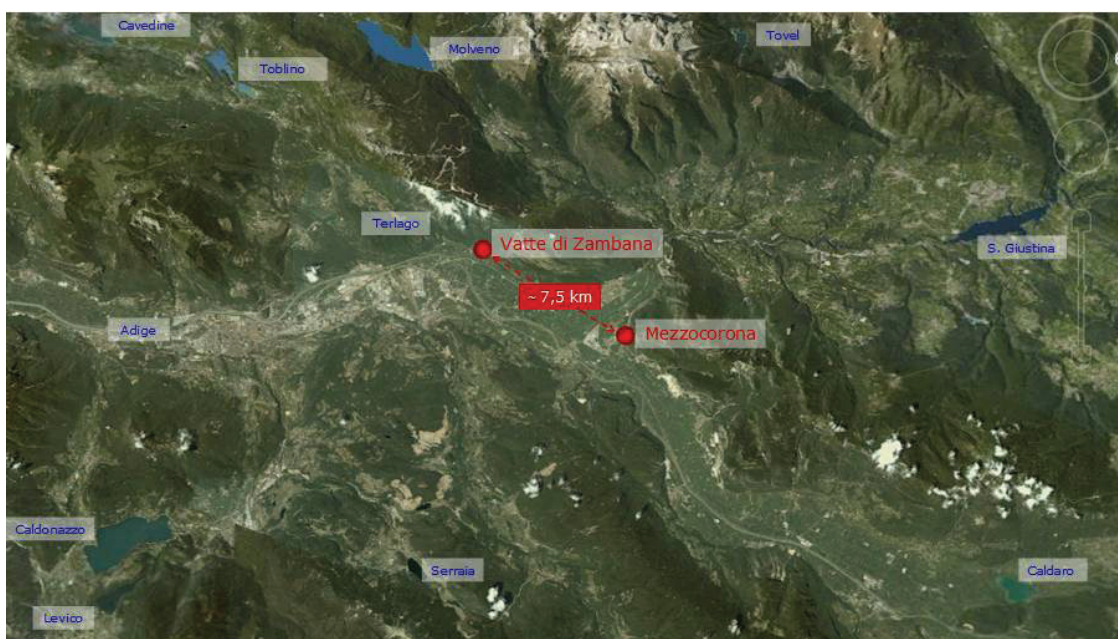 Cavedine
Tovel
Molveno
Toblino
Terlago
Vatte di Zambana
S. Giustina
~ 7,5 km
Adige
Mezzocorona
Caldonazzo
Serraia
Caldaro
Levico